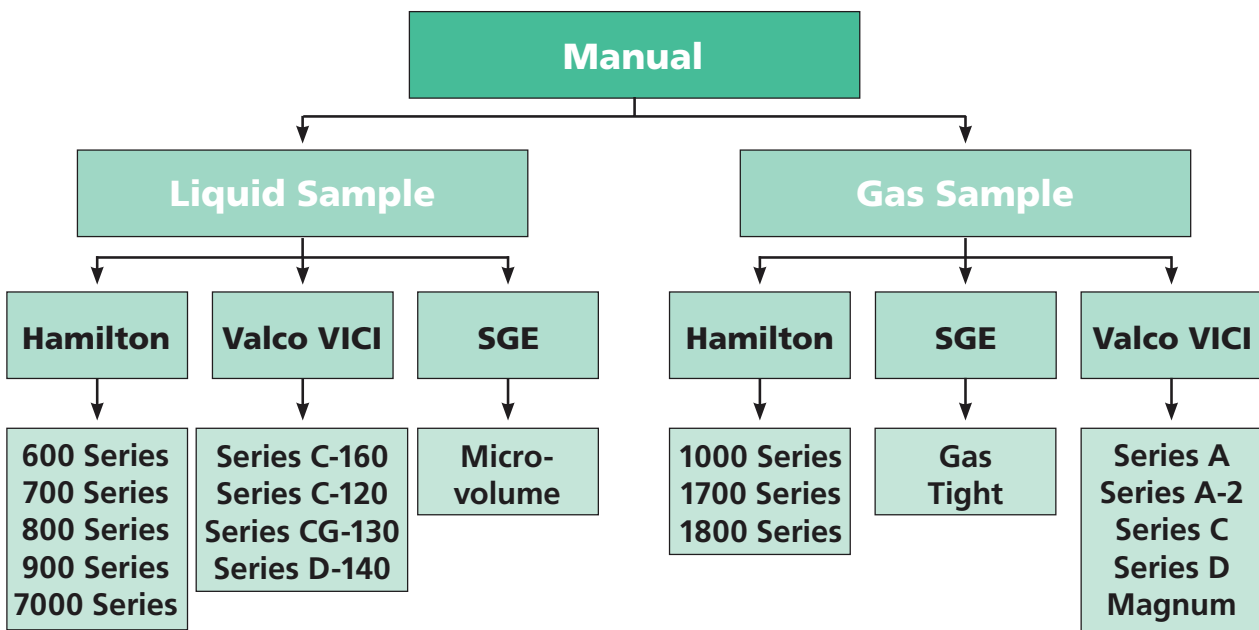 Manual
Liquid Sample
Gas Sample
Hamilton
Valco VICI
SGE
Hamilton
SGE
Valco VICI
600 Series
700 Series
800 Series
900 Series
7000 Series
Series C-160
Series C-120
Series CG-130
Series D-140
Micro-
volume
1000 Series
1700 Series
1800 Series
Gas
Tight
Series A
Series A-2
Series C
Series D
Magnum